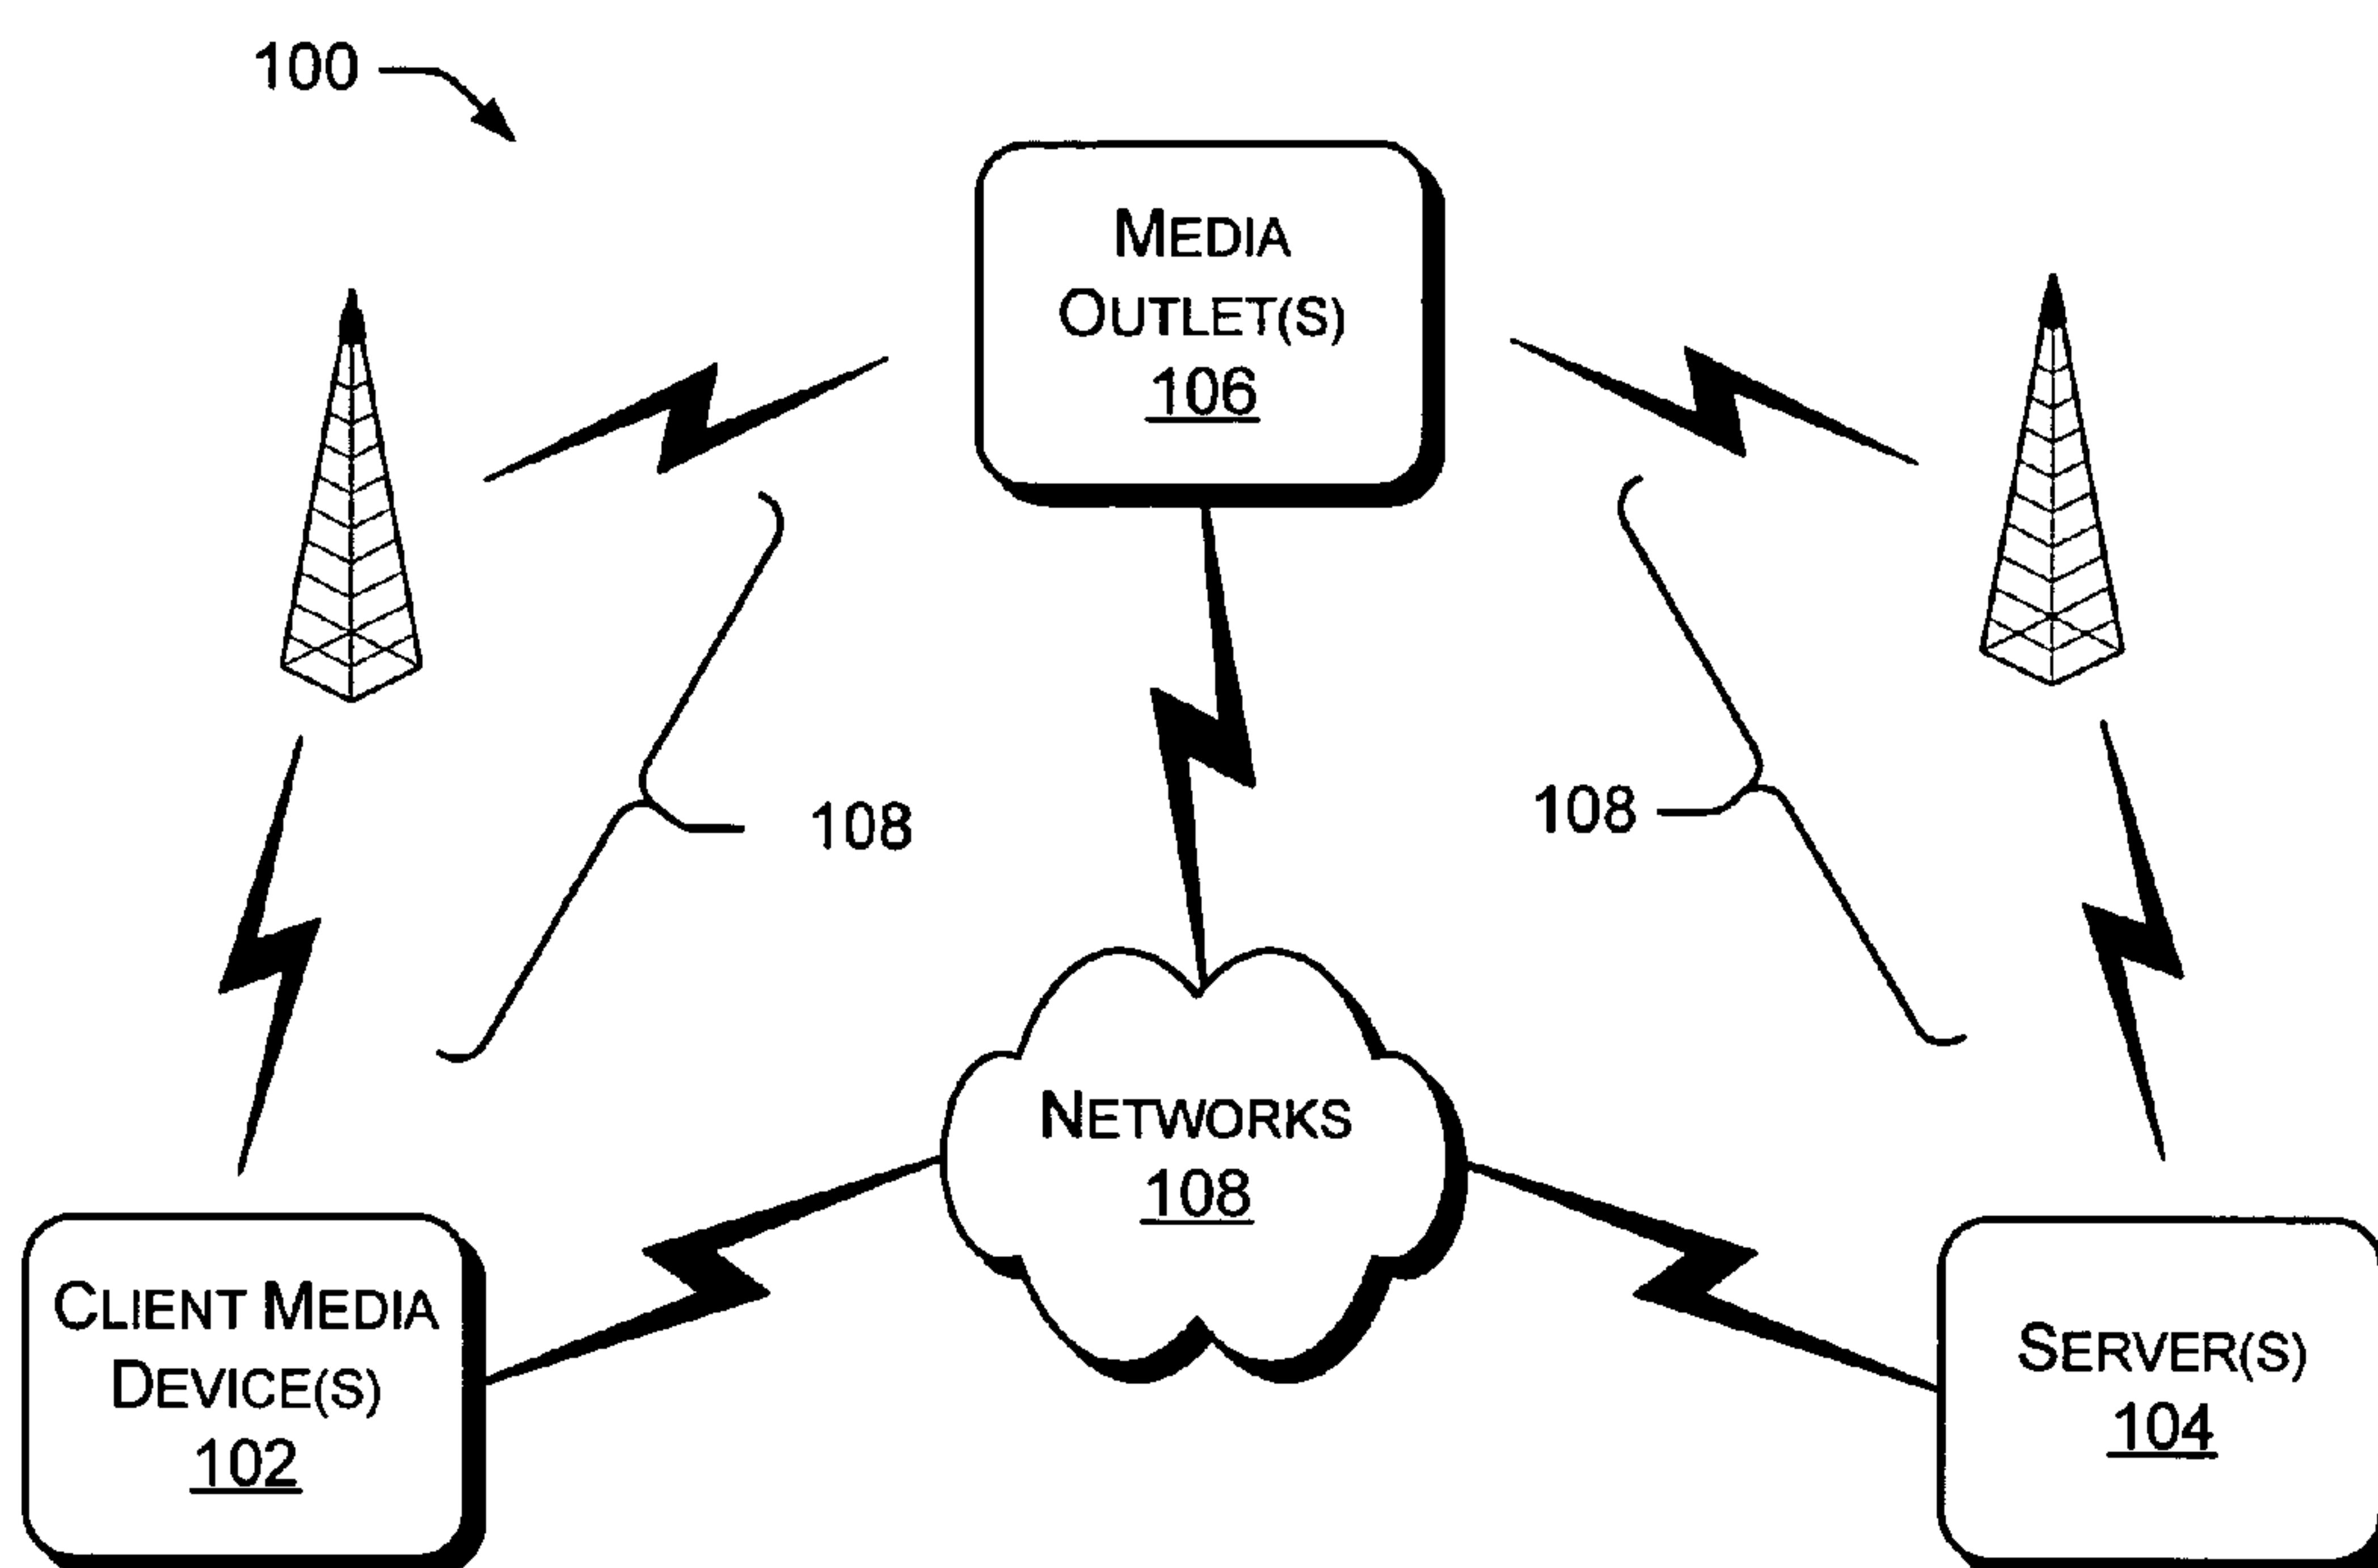 100
MEDIA
OUTLET(S)
106
108
108
NETWORKS
108
CLIENT MEDIA
DEVICE(S)
102
SERVER(S)
104